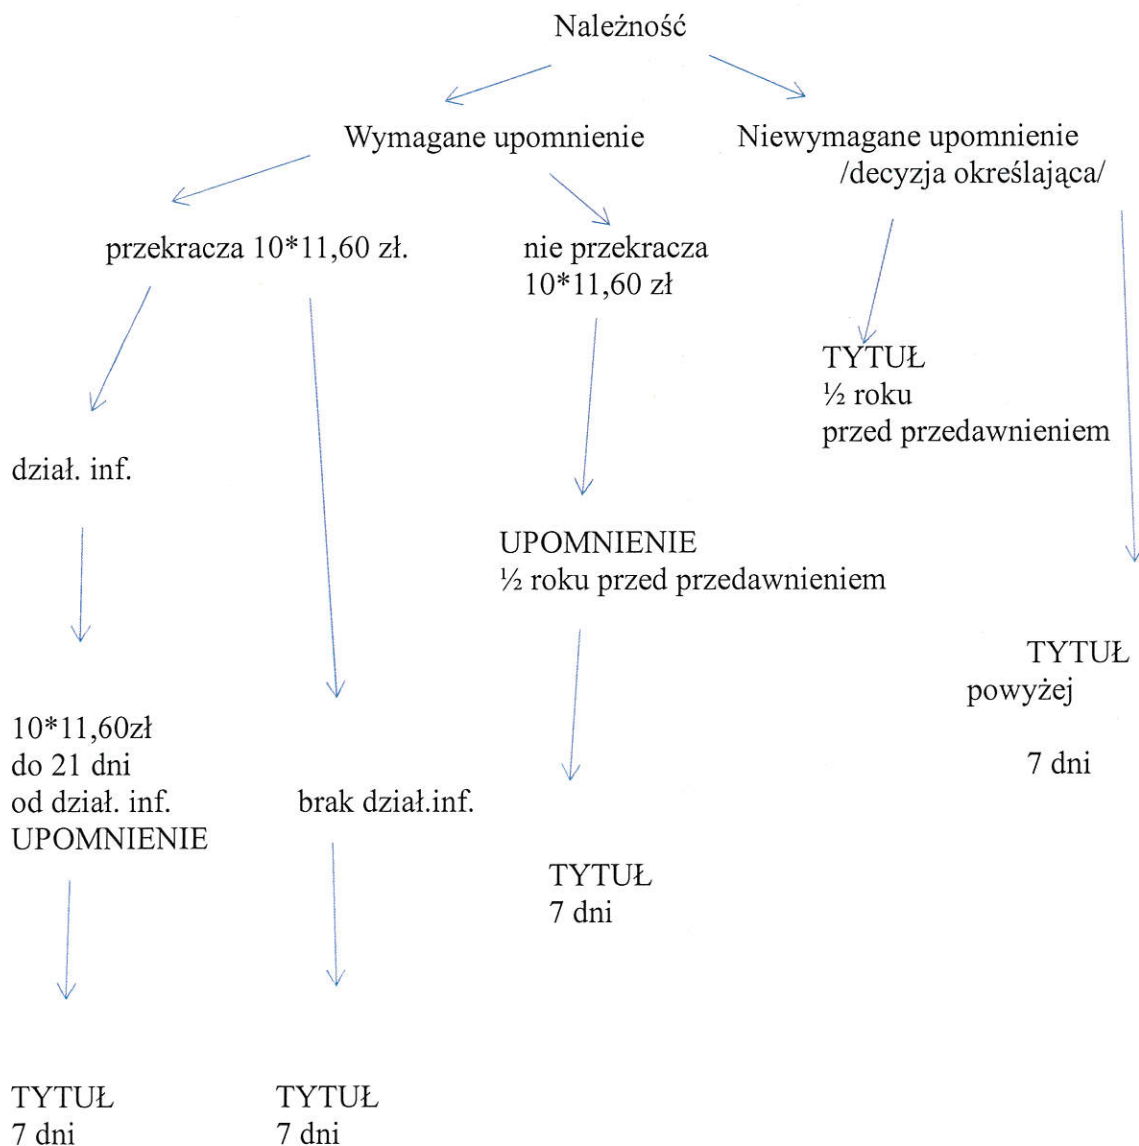 Należność
Wymagane upomnienie
Niewymagane upomnienie
/decyzja określająca/
przekracza 10*11,60 zł.
nie przekracza
10*11,60 zł
TYTUŁ
½ roku
przed przedawnieniem
dział. inf.
UPOMNIENIE
½ roku przed przedawnieniem
TYTUŁ
powyżej
7 dni
10*11,60zł
do 21 dni
od dział. inf.
UPOMNIENIE
brak dział.inf.
TYTUŁ
7 dni
TYTUŁ
7 dni
TYTUŁ
7 dni